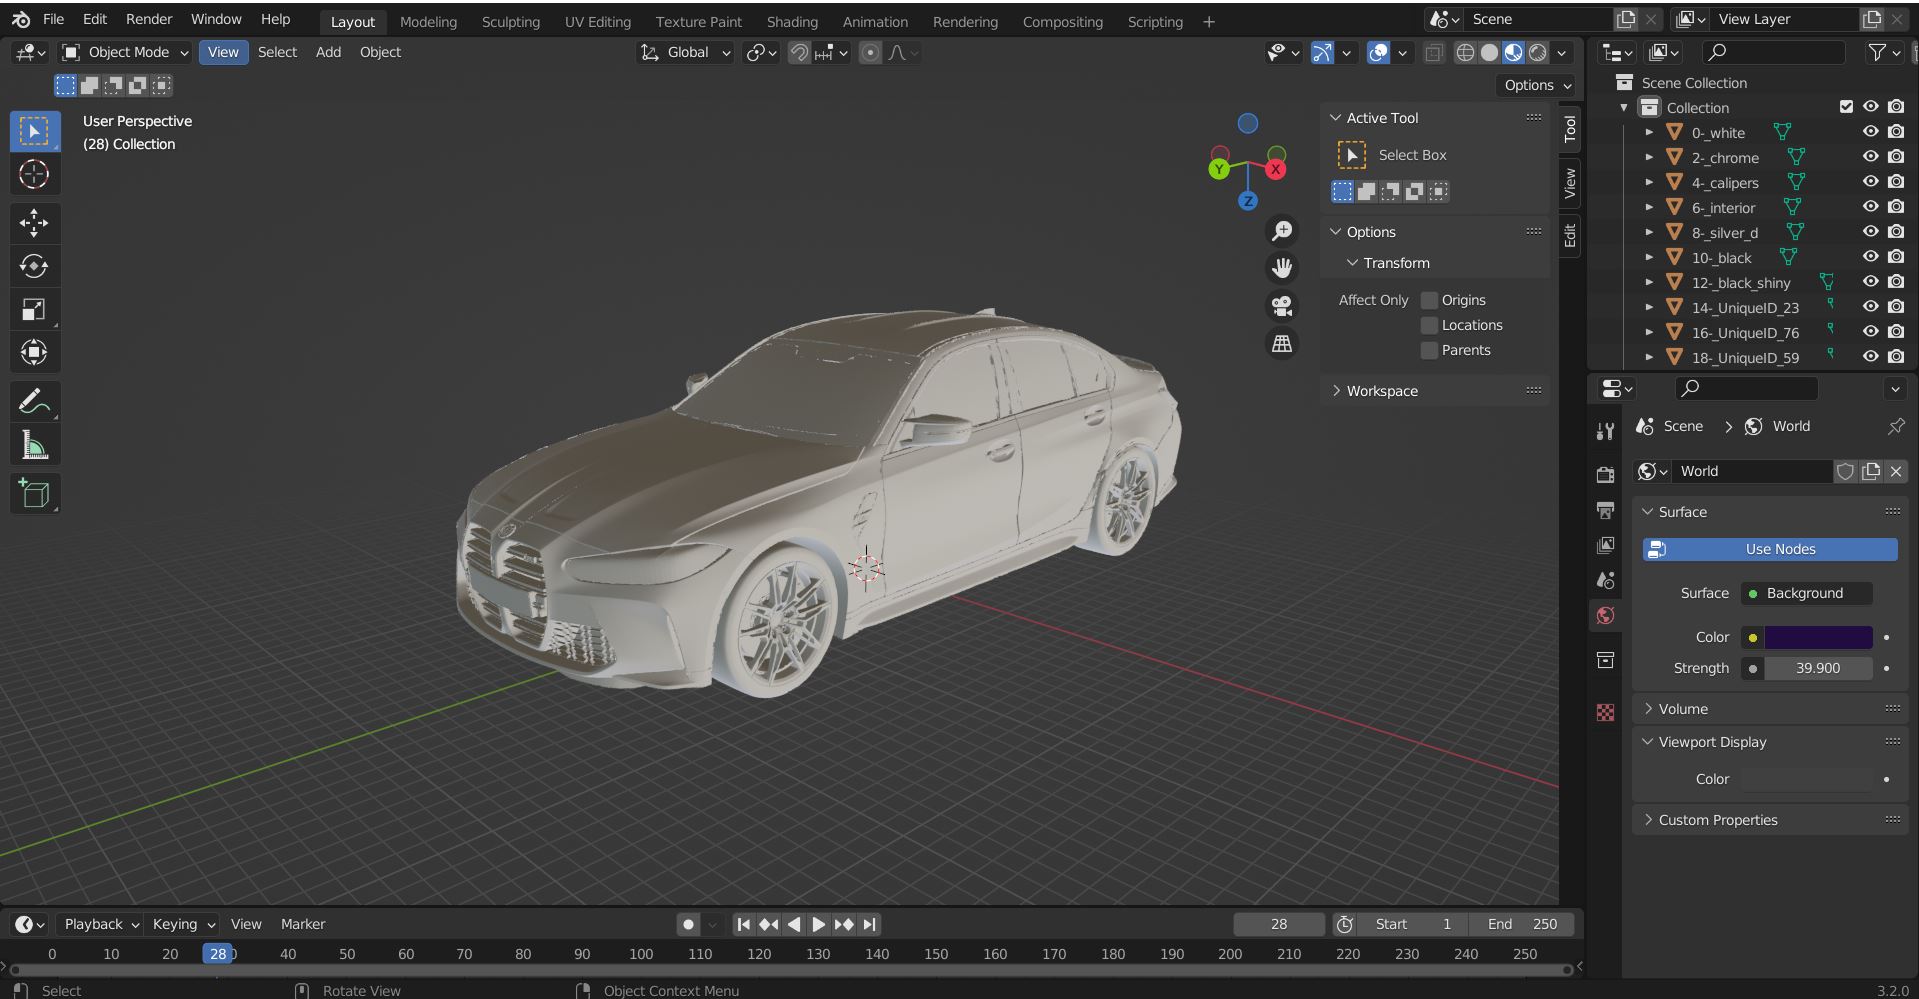 File Edit Render Window Help Layout Modeling Sculpting UV Editing Texture Paint Shading Animation Rendering Compositing Scripting + Scene View Layer
Object Mode View Select Add Object Global
Options
User Perspective
(28) Collection
Y X
Z
Active Tool
Select Box
Options
Transform
Affect Only Origins
Locations
Parents
Workspace
Tool
View
Edit
Scene Collection
Collection
0-_white
2-_chrome
4-_calipers
6-_interior
8-_silver_d
10-_black
12-_black_shiny
14-_UniqueID_23
16-_UniqueID_76
18-_UniqueID_59
Scene > World
World
Surface
Use Nodes
Surface Background
Color
Strength 39.900
Volume
Viewport Display
Color
Custom Properties
Playback Keying View Marker 28 Start 1 End 250
0 10 20 28 40 50 60 70 80 90 100 110 120 130 140 150 160 170 180 190 200 210 220 230 240 250
Select Rotate View Object Context Menu 3.2.0